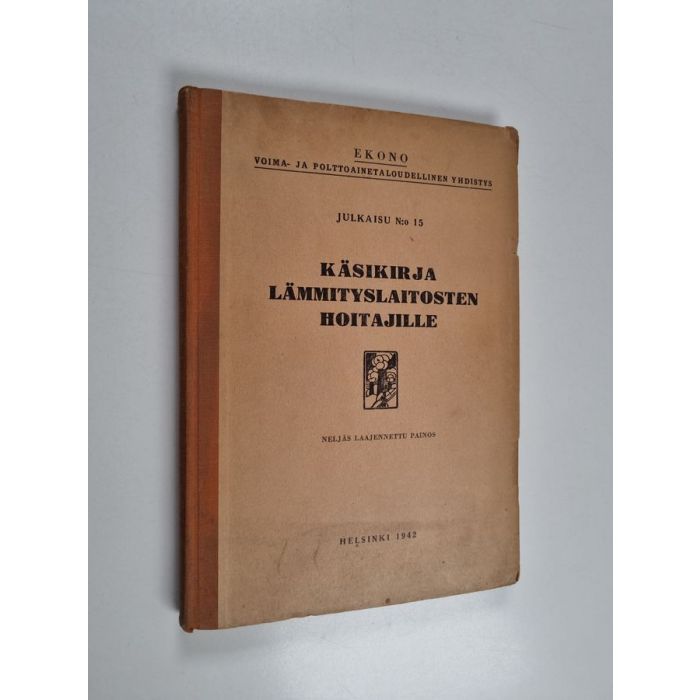 EKONO
VOIMA- JA POLTTOAINETALOUDELLINEN YHDISTYS
JULKAISU N:o 15
KÄSIKIRJA
LÄMMITYSLAITOSTEN
HOITAJILLE
NELJÄS LAAJENNETTU PAINOS
HELSINKI 1942